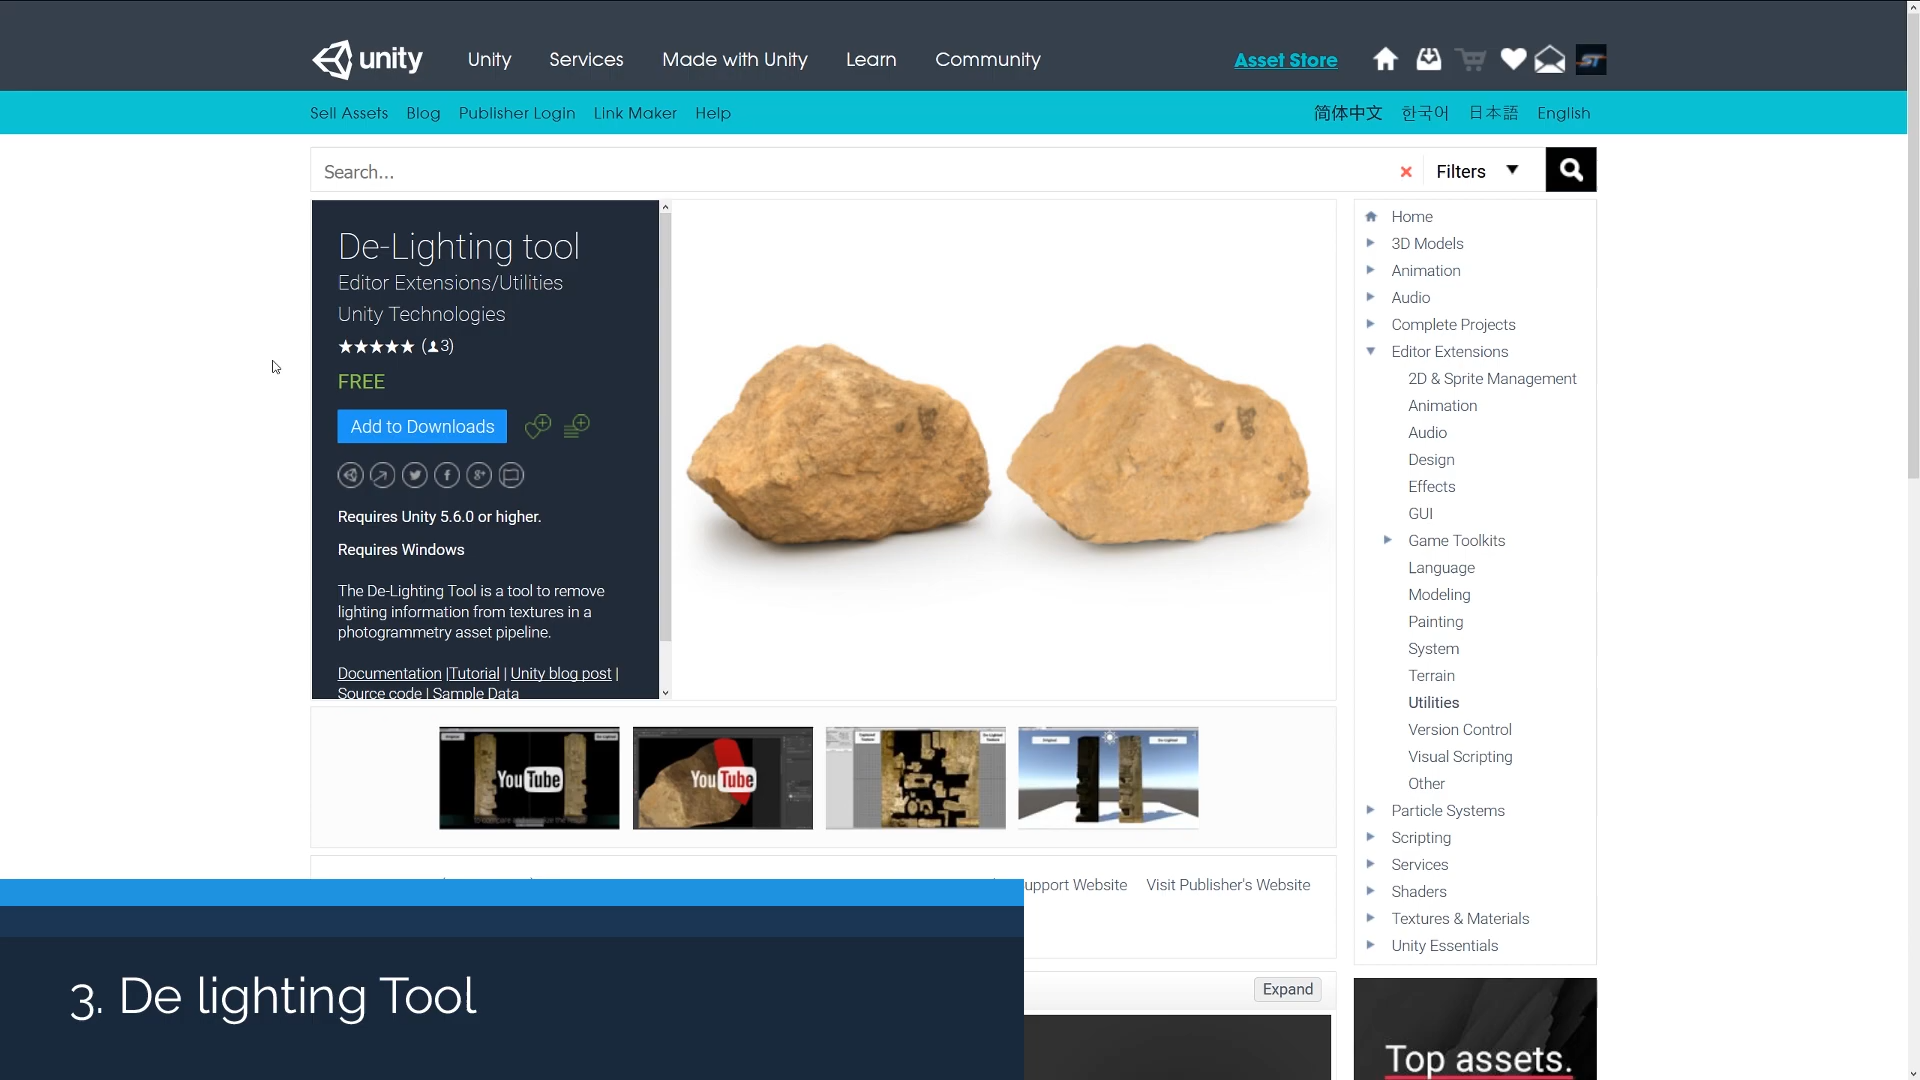 unity
Unity Services Made with Unity Learn Community
Asset Store
ST
Sell Assets Blog Publisher Login Link Maker Help
简体中文 한국어 日本語 English
Search...
Filters
De-Lighting tool
Editor Extensions/Utilities
Unity Technologies
(3)
FREE
Add to Downloads
Requires Unity 5.6.0 or higher.
Requires Windows
The De-Lighting Tool is a tool to remove
lighting information from textures in a
photogrammetry asset pipeline.
Documentation |Tutorial | Unity blog post |
Source code | Sample Data
Home
3D Models
Animation
Audio
Complete Projects
Editor Extensions
2D & Sprite Management
Animation
Audio
Design
Effects
GUI
Game Toolkits
Language
Modeling
Painting
System
Terrain
Utilities
Version Control
Visual Scripting
Other
Particle Systems
Scripting
Services
Shaders
Textures & Materials
Unity Essentials
YouTube
YouTube
upport Website Visit Publisher's Website
Expand
3. De lighting Tool
Top assets.